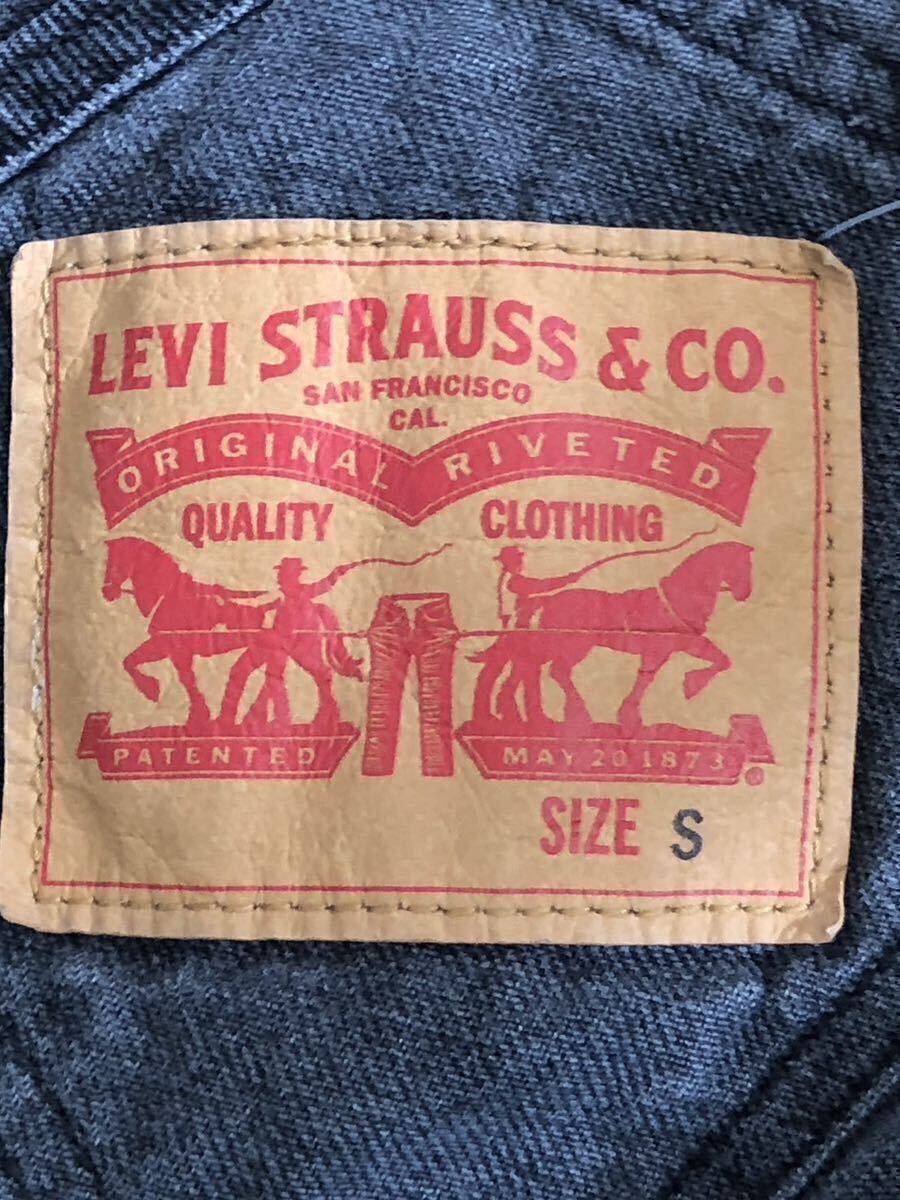 LEVI STRAUSS & CO.
SAN FRANCISCO
CAL.
ORIGINAL RIVETED
QUALITY CLOTHING
PATENTED MAY 20 1873 ®
SIZE S